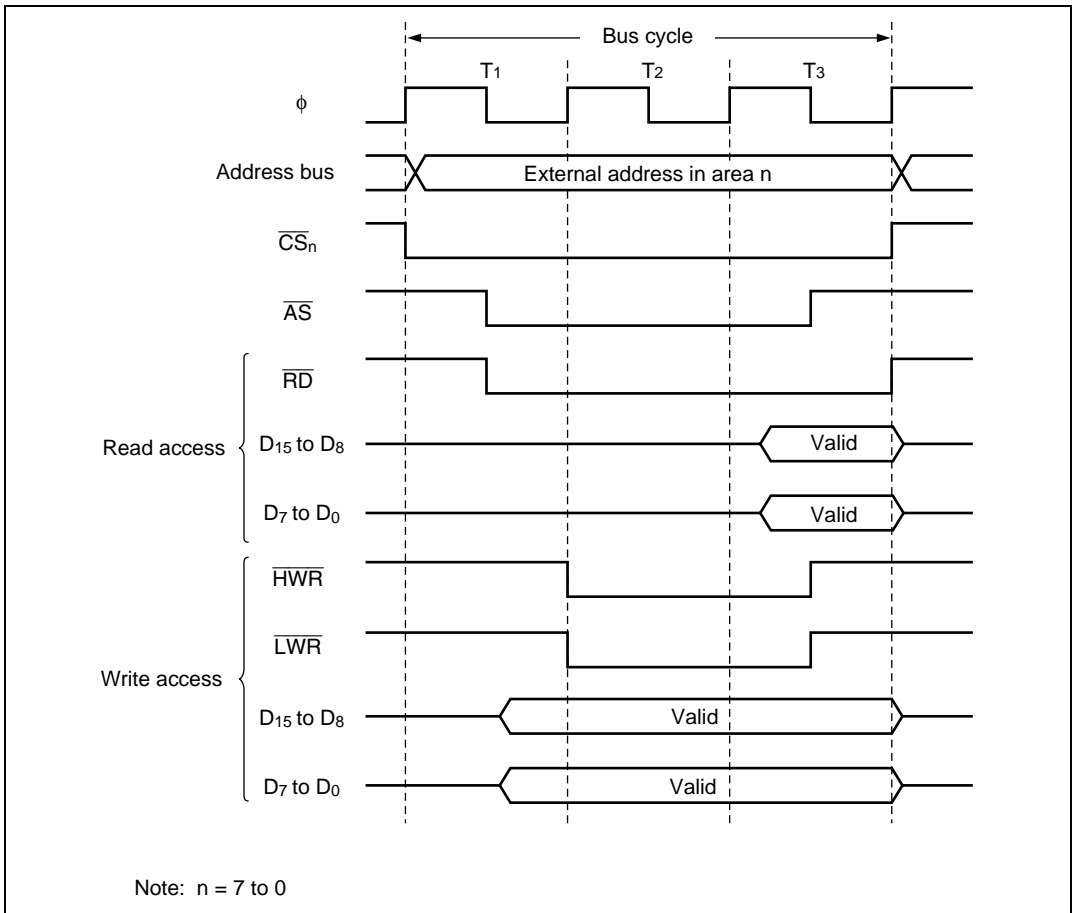 Bus cycle
T1 T2 T3
ϕ
Address bus External address in area n
CSn
AS
RD
Read access
D15 to D8 Valid
D7 to D0 Valid
HWR
LWR
Write access
D15 to D8 Valid
D7 to D0 Valid
Note: n = 7 to 0